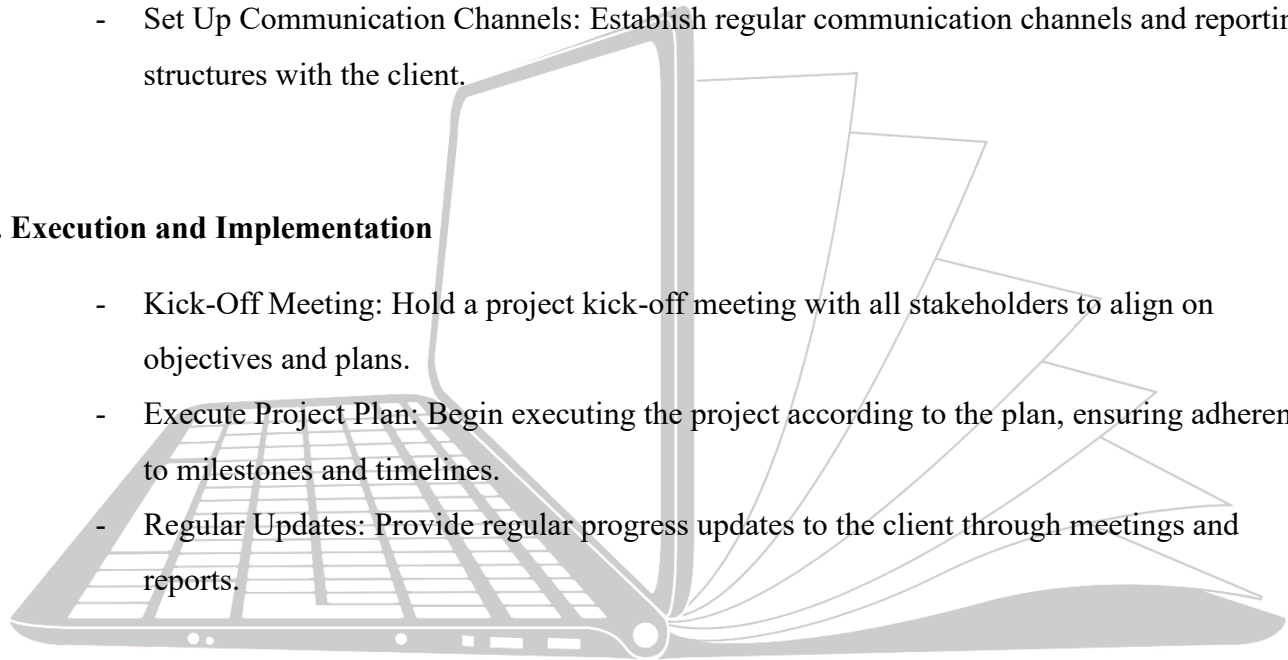 - Set Up Communication Channels: Establish regular communication channels and reportin
structures with the client.
. Execution and Implementation
- Kick-Off Meeting: Hold a project kick-off meeting with all stakeholders to align on
objectives and plans.
- Execute Project Plan: Begin executing the project according to the plan, ensuring adheren
to milestones and timelines.
- Regular Updates: Provide regular progress updates to the client through meetings and
reports.